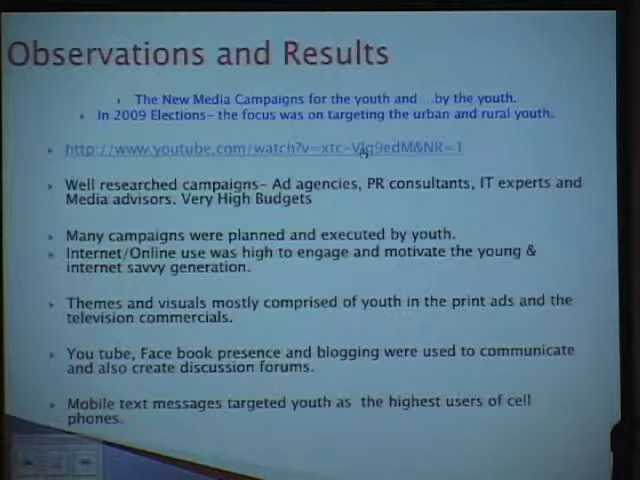 Observations and Results
The New Media Campaigns for the youth and ...by the youth.
In 2009 Elections- the focus was on targeting the urban and rural youth.
http://www.youtube.com/watch?v=xtc-Vlq9edM&NR=1
Well researched campaigns- Ad agencies, PR consultants, IT experts and
Media advisors. Very High Budgets
Many campaigns were planned and executed by youth.
Internet/Online use was high to engage and motivate the young &
internet savvy generation.
Themes and visuals mostly comprised of youth in the print ads and the
television commercials.
You tube, Face book presence and blogging were used to communicate
and also create discussion forums.
Mobile text messages targeted youth as the highest users of cell
phones.